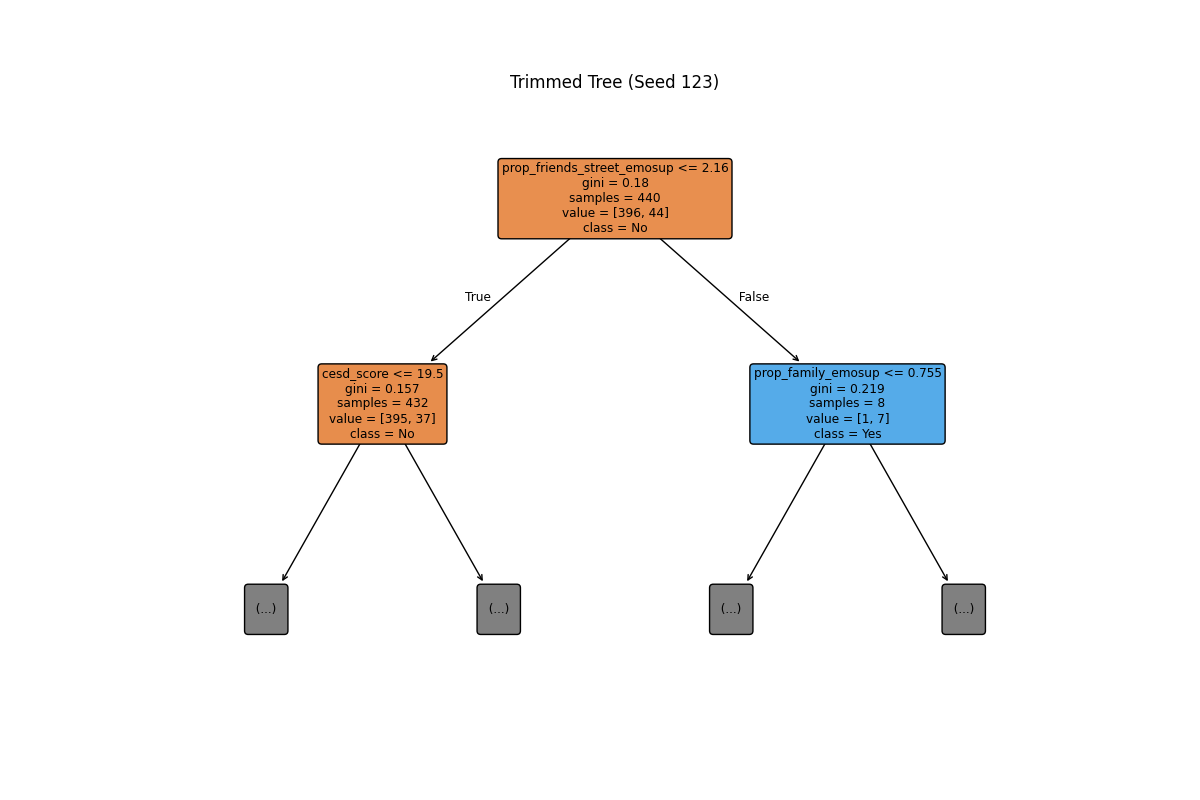 Trimmed Tree (Seed 123)
prop_friends_street_emosup <= 2.16
gini = 0.18
samples = 440
value = [396, 44]
class = No
True
False
cesd_score <= 19.5
gini = 0.157
samples = 432
value = [395, 37]
class = No
prop_family_emosup <= 0.755
gini = 0.219
samples = 8
value = [1, 7]
class = Yes
(...)
(...)
(...)
(...)